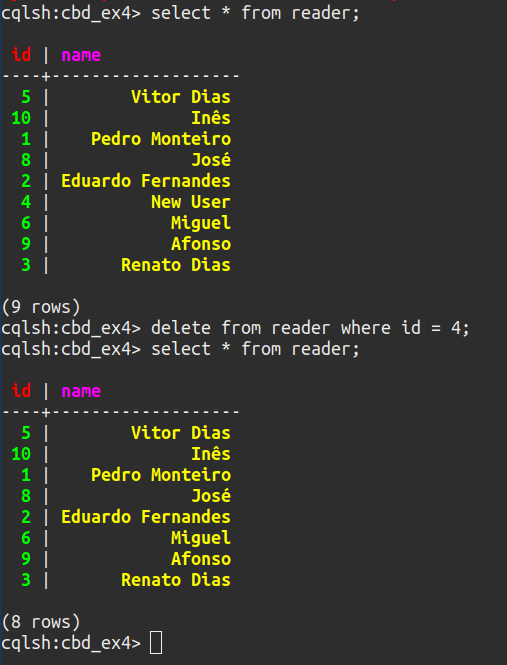 cqlsh:cbd_ex4> select * from reader;
 id | name
----+-------------------
  5 |        Vitor Dias
 10 |              Inês
  1 |    Pedro Monteiro
  8 |              José
  2 | Eduardo Fernandes
  4 |          New User
  6 |            Miguel
  9 |            Afonso
  3 |       Renato Dias
(9 rows)
cqlsh:cbd_ex4> delete from reader where id = 4;
cqlsh:cbd_ex4> select * from reader;
 id | name
----+-------------------
  5 |        Vitor Dias
 10 |              Inês
  1 |    Pedro Monteiro
  8 |              José
  2 | Eduardo Fernandes
  6 |            Miguel
  9 |            Afonso
  3 |       Renato Dias
(8 rows)
cqlsh:cbd_ex4>